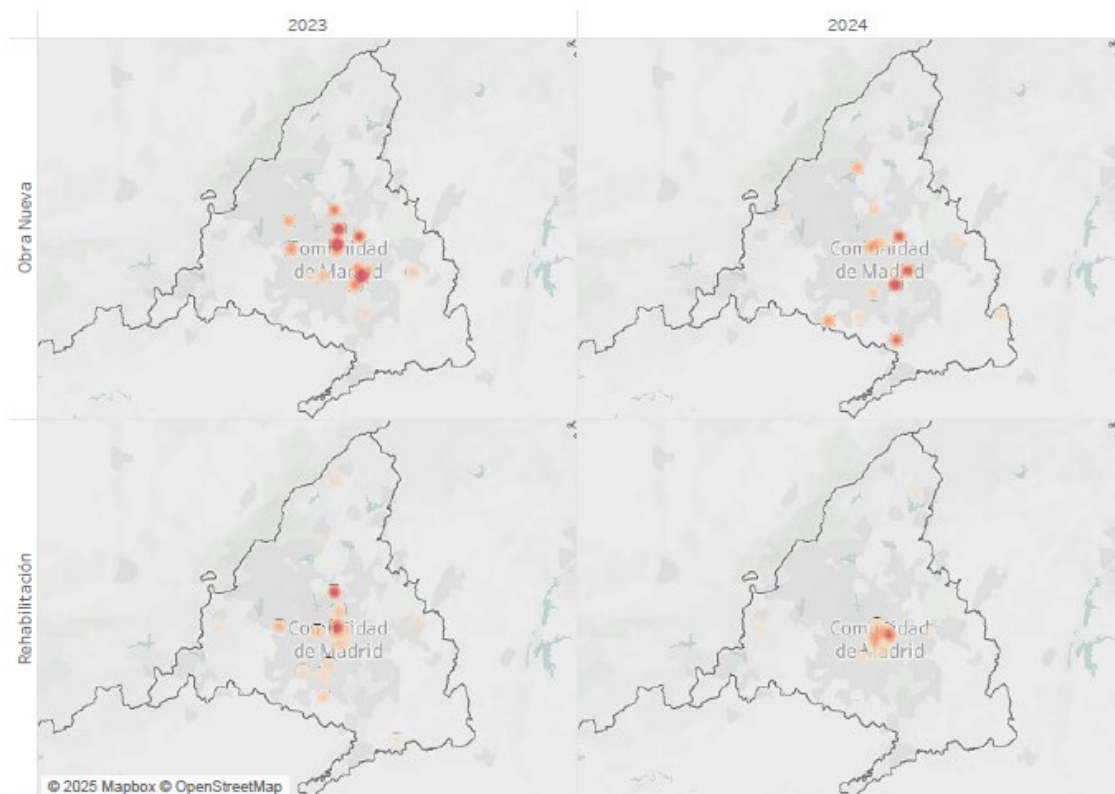 2023
2024
Obra Nueva
Comunidad
de Madrid
Comunidad
de Madrid
Rehabilitación
Comunidad
de Madrid
Comunidad
de Madrid
© 2025 Mapbox © OpenStreetMap